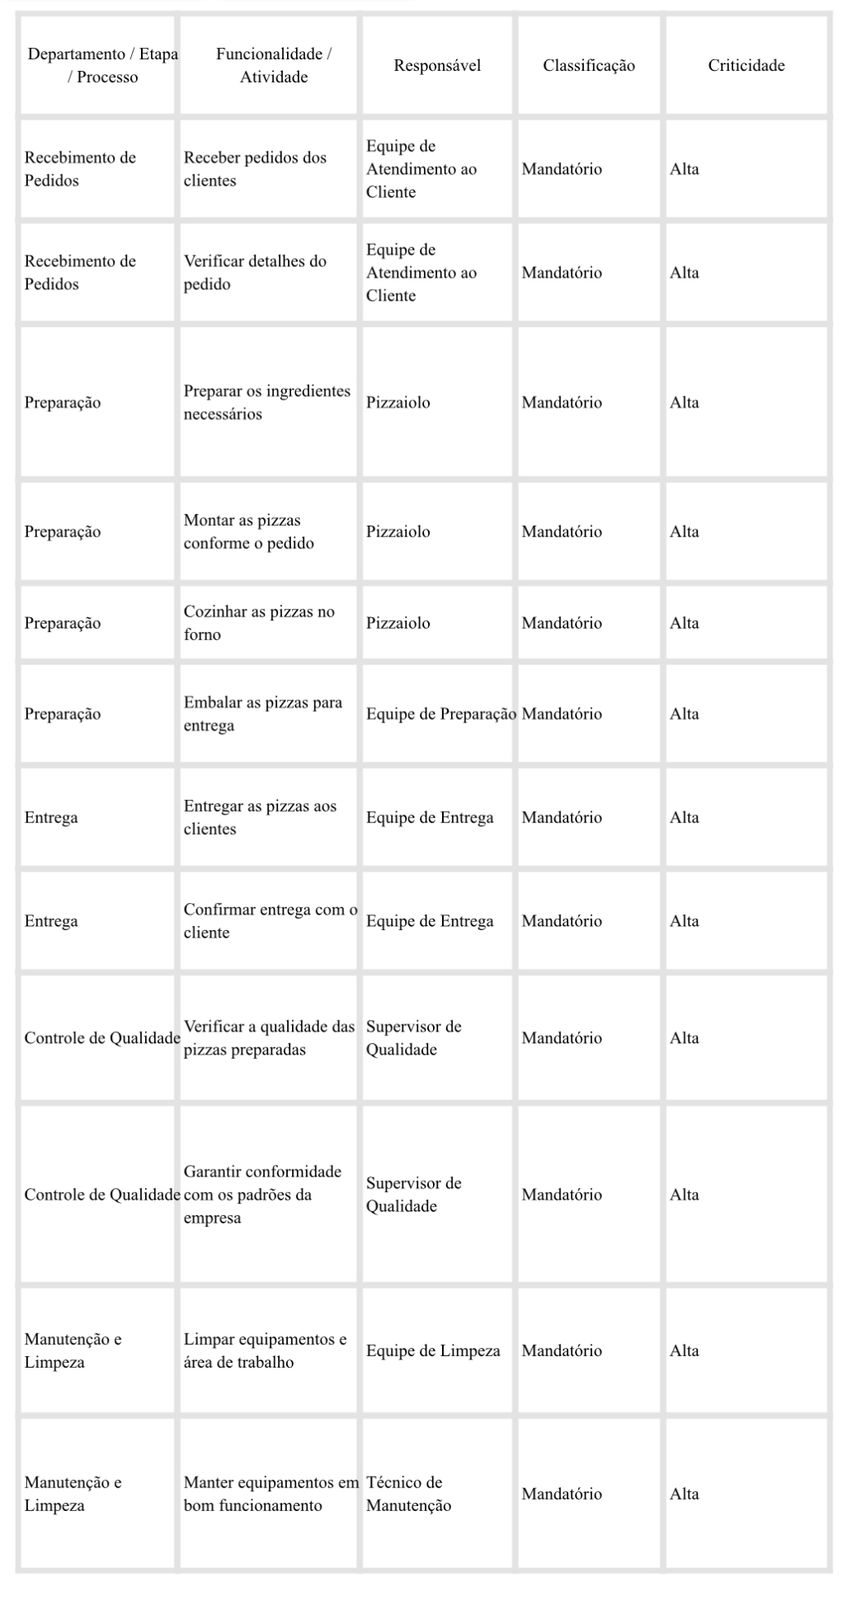 Departamento / Etapa
/ Processo
Funcionalidade /
Atividade
Responsável
Classificação
Criticidade
Recebimento de
Pedidos
Receber pedidos dos
clientes
Equipe de
Atendimento ao
Cliente
Mandatório
Alta
Recebimento de
Pedidos
Verificar detalhes do
pedido
Equipe de
Atendimento ao
Cliente
Mandatório
Alta
Preparação
Preparar os ingredientes
necessários
Pizzaiolo
Mandatório
Alta
Preparação
Montar as pizzas
conforme o pedido
Pizzaiolo
Mandatório
Alta
Preparação
Cozinhar as pizzas no
forno
Pizzaiolo
Mandatório
Alta
Preparação
Embalar as pizzas para
entrega
Equipe de Preparação
Mandatório
Alta
Entrega
Entregar as pizzas aos
clientes
Equipe de Entrega
Mandatório
Alta
Entrega
Confirmar entrega com o
cliente
Equipe de Entrega
Mandatório
Alta
Controle de Qualidade
Verificar a qualidade das
pizzas preparadas
Supervisor de
Qualidade
Mandatório
Alta
Controle de Qualidade
Garantir conformidade
com os padrões da
empresa
Supervisor de
Qualidade
Mandatório
Alta
Manutenção e
Limpeza
Limpar equipamentos e
área de trabalho
Equipe de Limpeza
Mandatório
Alta
Manutenção e
Limpeza
Manter equipamentos em
bom funcionamento
Técnico de
Manutenção
Mandatório
Alta